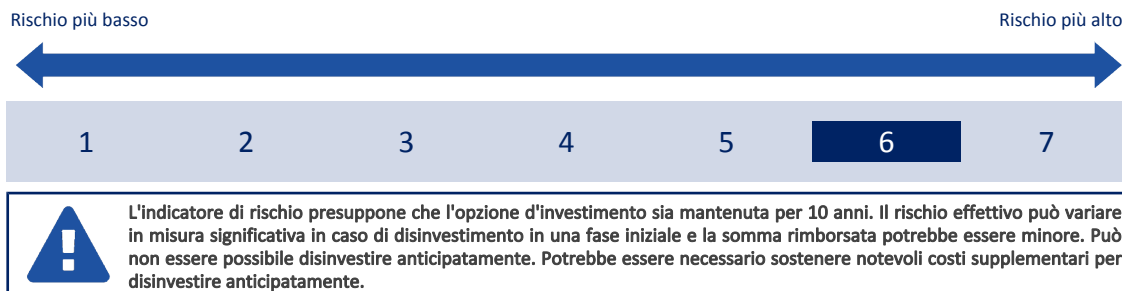 Rischio più basso Rischio più alto
1 2 3 4 5 6 7
L'indicatore di rischio presuppone che l'opzione d'investimento sia mantenuta per 10 anni. Il rischio effettivo può variare
in misura significativa in caso di disinvestimento in una fase iniziale e la somma rimborsata potrebbe essere minore. Può
non essere possibile disinvestire anticipatamente. Potrebbe essere necessario sostenere notevoli costi supplementari per
disinvestire anticipatamente.